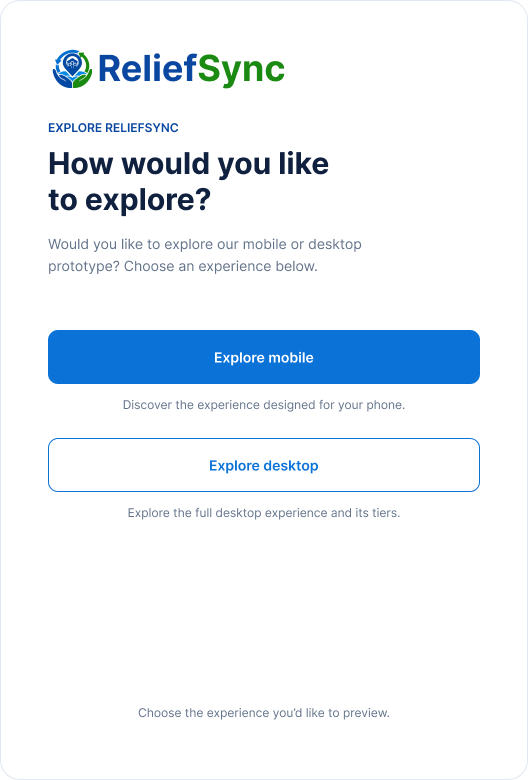 ReliefSync
EXPLORE RELIEFSYNC
How would you like
to explore?
Would you like to explore our mobile or desktop
prototype? Choose an experience below.
Explore mobile
Discover the experience designed for your phone.
Explore desktop
Explore the full desktop experience and its tiers.
Choose the experience you’d like to preview.